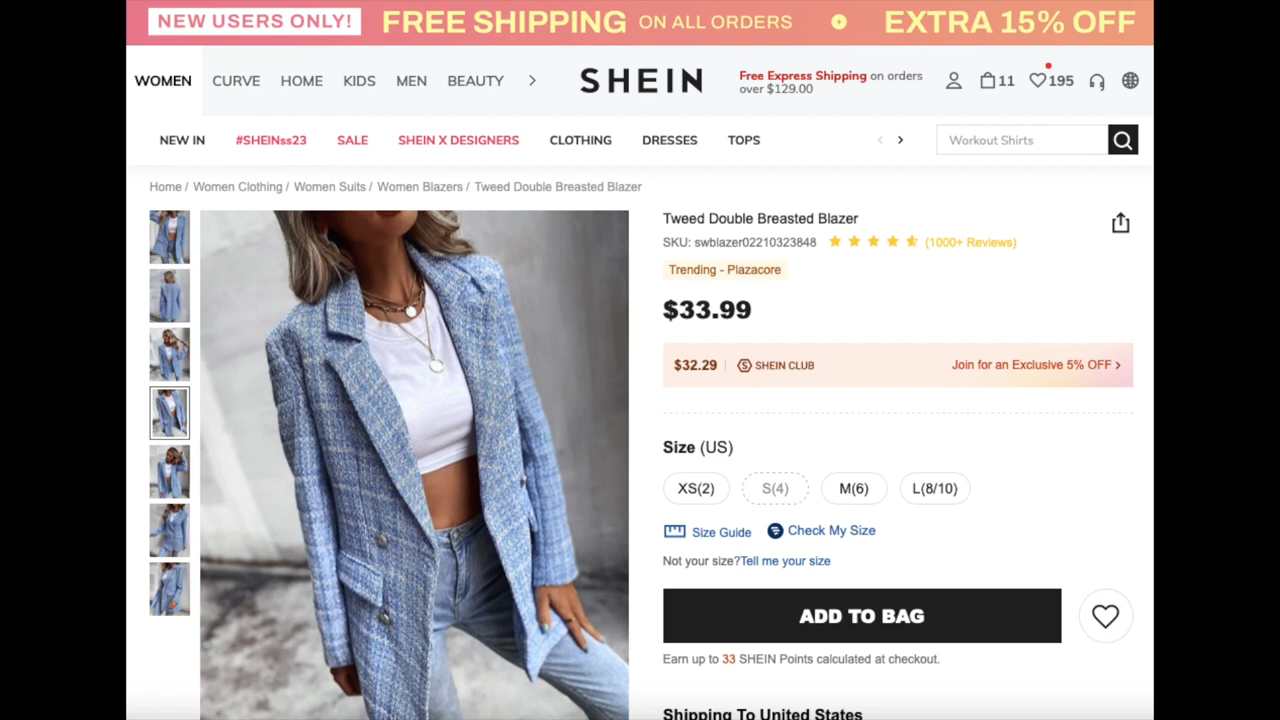 NEW USERS ONLY! FREE SHIPPING ON ALL ORDERS EXTRA 15% OFF
WOMEN CURVE HOME KIDS MEN BEAUTY
SHEIN
Free Express Shipping on orders
over $129.00
11
195
NEW IN #SHEINss23 SALE SHEIN X DESIGNERS CLOTHING DRESSES TOPS
Workout Shirts
Home / Women Clothing / Women Suits / Women Blazers / Tweed Double Breasted Blazer
Tweed Double Breasted Blazer
SKU: swblazer02210323848 (1000+ Reviews)
Trending - Plazacore
$33.99
$32.29 S SHEIN CLUB Join for an Exclusive 5% OFF >
Size (US)
XS(2) S(4) M(6) L(8/10)
Size Guide Check My Size
Not your size?Tell me your size
ADD TO BAG
Earn up to 33 SHEIN Points calculated at checkout.
Shipping To United States